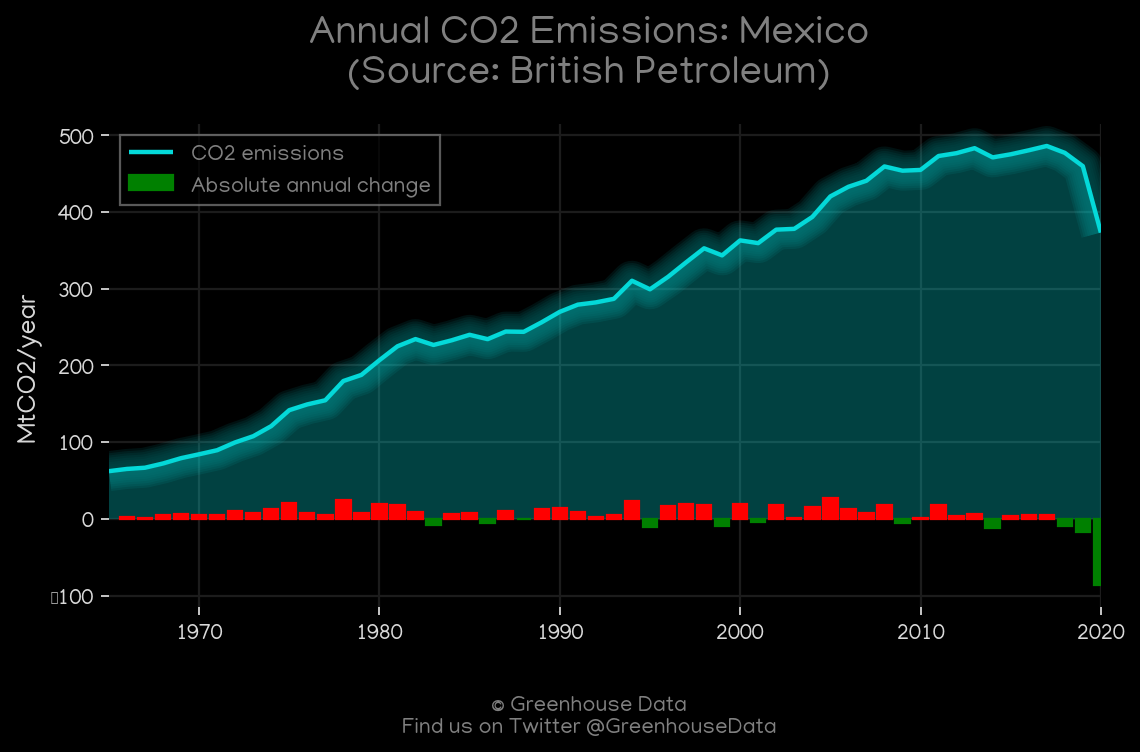 Annual CO2 Emissions: Mexico
(Source: British Petroleum)
CO2 emissions
Absolute annual change
MtCO2/year
500
400
300
200
100
0
▯100
1970
1980
1990
2000
2010
2020
© Greenhouse Data
Find us on Twitter @GreenhouseData